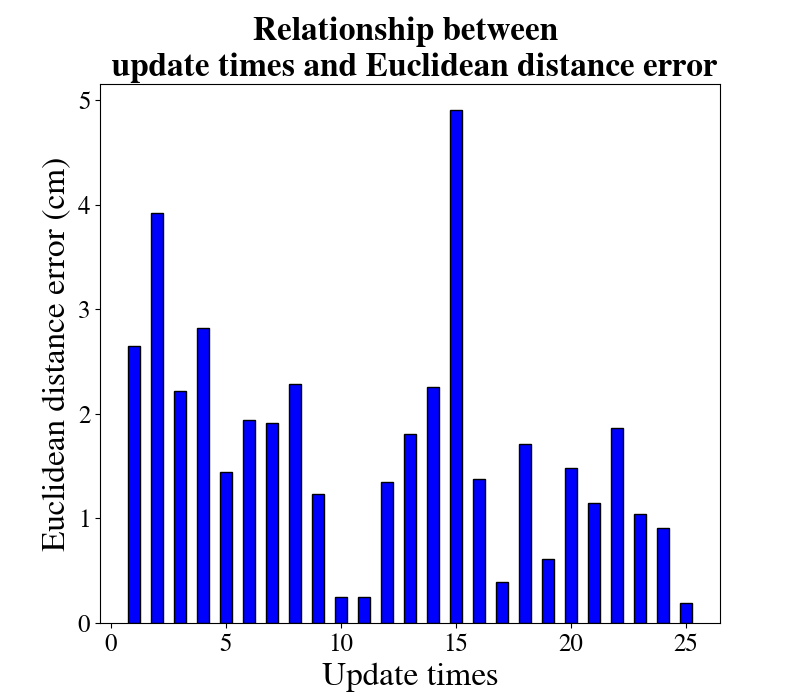 Relationship between
update times and Euclidean distance error
Euclidean distance error (cm)
5
4
3
2
1
0
0 5 10 15 20 25
Update times